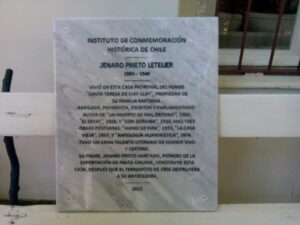 INSTITUTO DE CONMEMORACIÓN
HISTÓRICA DE CHILE
JENARO PRIETO LETELIER
1889 - 1946
VIVIÓ EN ESTA CASA PATRONAL DEL FUNDO
"SANTA TERESA DE LLAY-LLAY", PROPIEDAD DE
SU FAMILIA MATERNA.
ABOGADO, PERIODISTA, ESCRITOR Y PARLAMENTARIO
AUTOR DE "UN MUERTO DE MAL CRITERIO", 1926;
"EL SOCIO", 1928, Y "CON SORDINA", 1930, MÁS TRES
OBRAS PÓSTUMAS: "HUMO DE PIPA", 1955; "LA CASA
VIEJA", 1957; Y "ANTOLOGÍA HUMORÍSTICA", 1974.
TUVO UN GRAN TALENTO LITERARIO DE HUMOR VIVO
Y CERTERO.
SU PADRE, JENARO PRIETO HURTADO, PIONERO DE LA
EXPORTACIÓN DE FRUTA CHILENA, CONSTRUYÓ ESTA
CASA, DESPUÉS QUE EL TERREMOTO DE 1906 DESTRUYERA
A SU ANTECESORA.